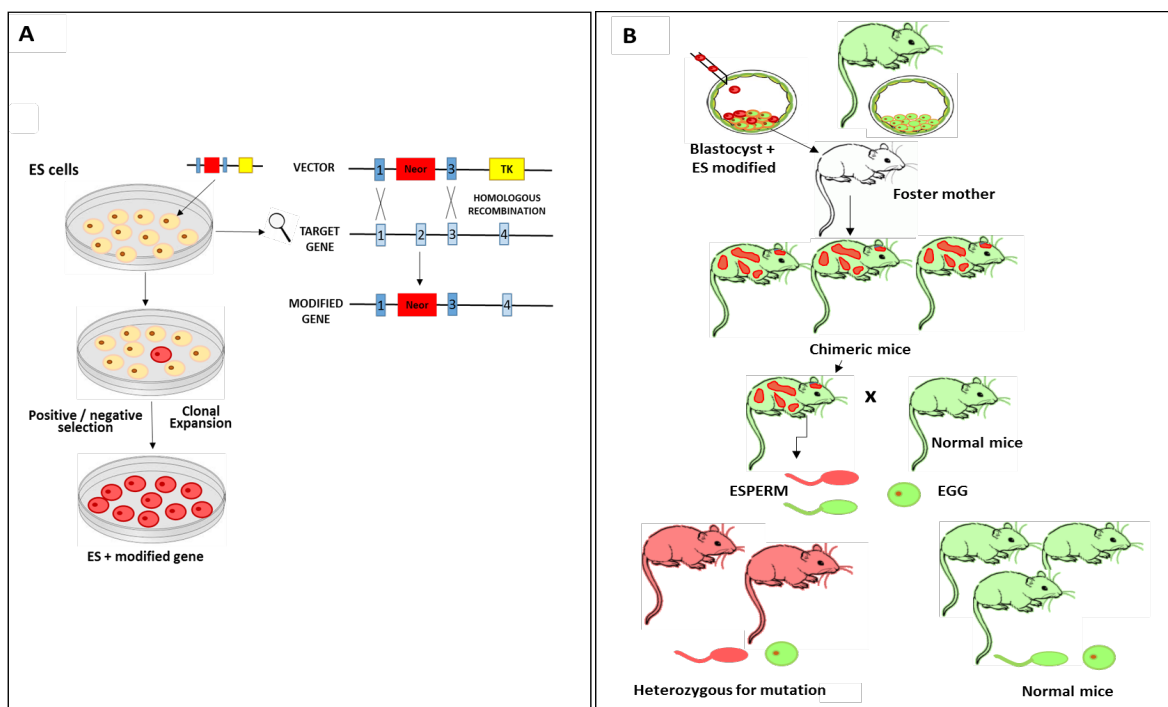 A
ES cells
VECTOR
1
Neor
3
TK
HOMOLOGOUS
RECOMBINATION
TARGET
GENE
1
2
3
4
MODIFIED
GENE
1
Neor
3
4
Positive / negative
selection
Clonal
Expansion
ES + modified gene
B
Blastocyst +
ES modified
Foster mother
Chimeric mice
x
Normal mice
ESPERM
EGG
Heterozygous for mutation
Normal mice